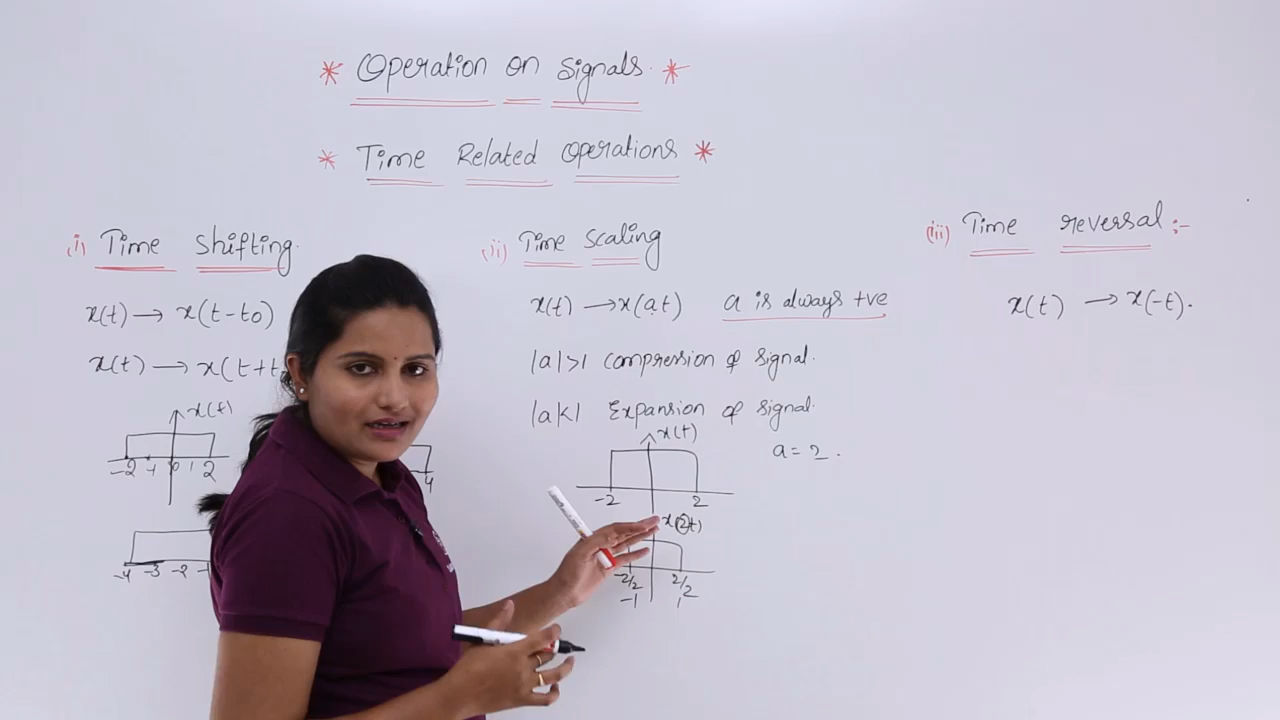 * Operation on signals. *
* Time Related Operations *
(i) Time shifting.
x(t) → x(t-to)
x(t) → x(t+t
x(t)
-2 -1 0 1 2
4
-4 -3 -2 -1
(ii) Time scaling
x(t) → x(at) a is always +ve
|a|>1 compression of signal.
|a|<1 Expansion of signal.
x(t)
a = 2.
-2 2
x(2t)
-2/2 2/2
-1 1
(iii) Time reversal :-
x(t) → x(-t).